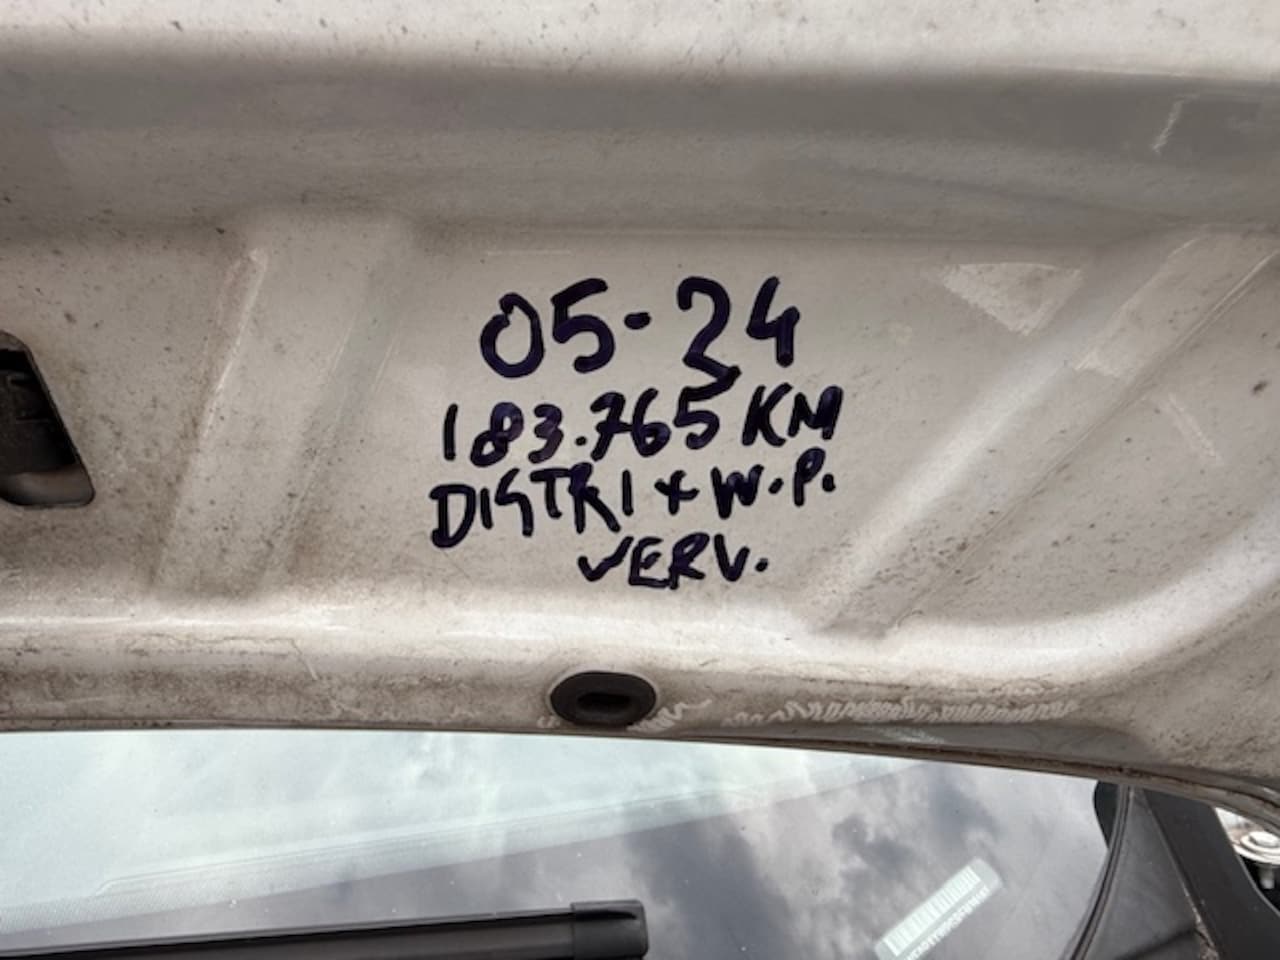 05-24
183.765 KM
DISTRI + W.P.
VERV.